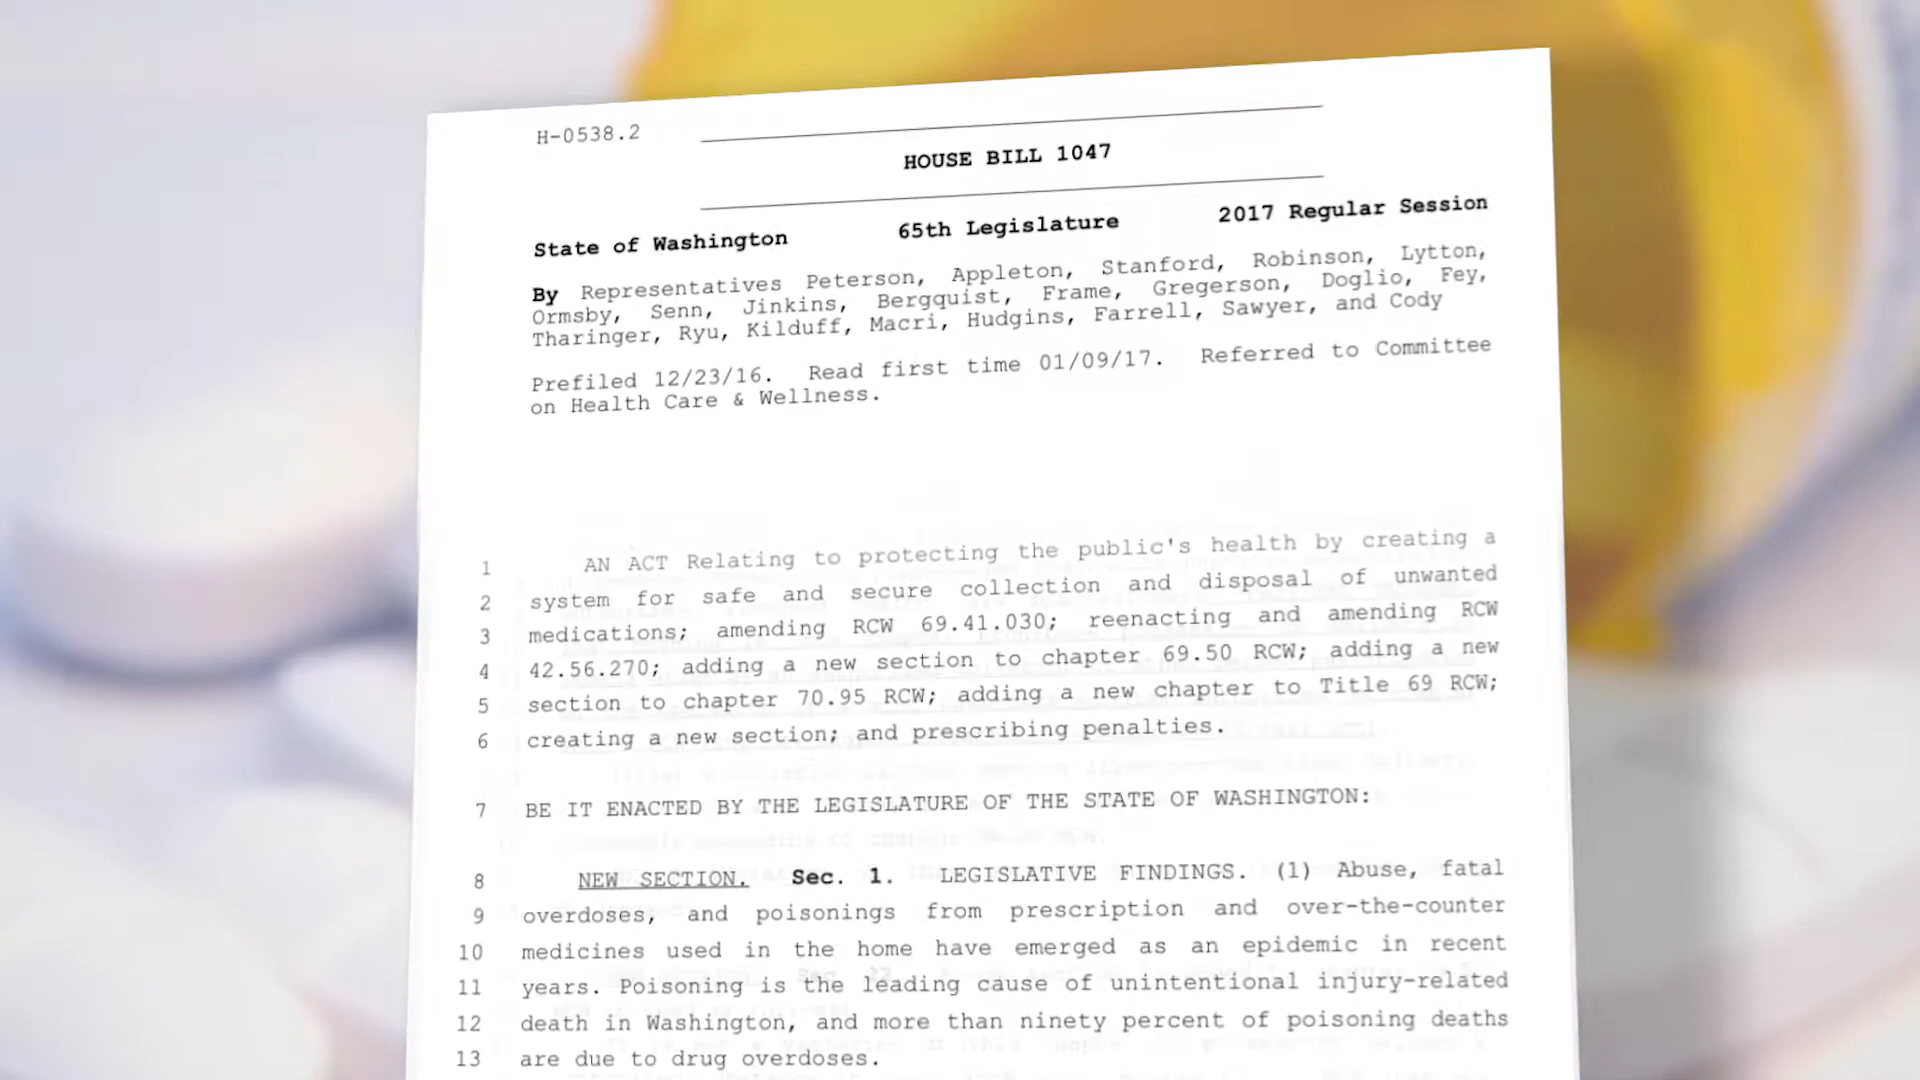 H-0538.2
HOUSE BILL 1047
State of Washington 65th Legislature 2017 Regular Session
By Representatives Peterson, Appleton, Stanford, Robinson, Lytton,
Ormsby, Senn, Jinkins, Bergquist, Frame, Gregerson, Doglio, Fey,
Tharinger, Ryu, Kilduff, Macri, Hudgins, Farrell, Sawyer, and Cody
Prefiled 12/23/16. Read first time 01/09/17. Referred to Committee
on Health Care & Wellness.
1 AN ACT Relating to protecting the public's health by creating a
2 system for safe and secure collection and disposal of unwanted
3 medications; amending RCW 69.41.030; reenacting and amending RCW
4 42.56.270; adding a new section to chapter 69.50 RCW; adding a new
5 section to chapter 70.95 RCW; adding a new chapter to Title 69 RCW;
6 creating a new section; and prescribing penalties.
7 BE IT ENACTED BY THE LEGISLATURE OF THE STATE OF WASHINGTON:
8 NEW SECTION. Sec. 1. LEGISLATIVE FINDINGS. (1) Abuse, fatal
9 overdoses, and poisonings from prescription and over-the-counter
10 medicines used in the home have emerged as an epidemic in recent
11 years. Poisoning is the leading cause of unintentional injury-related
12 death in Washington, and more than ninety percent of poisoning deaths
13 are due to drug overdoses.